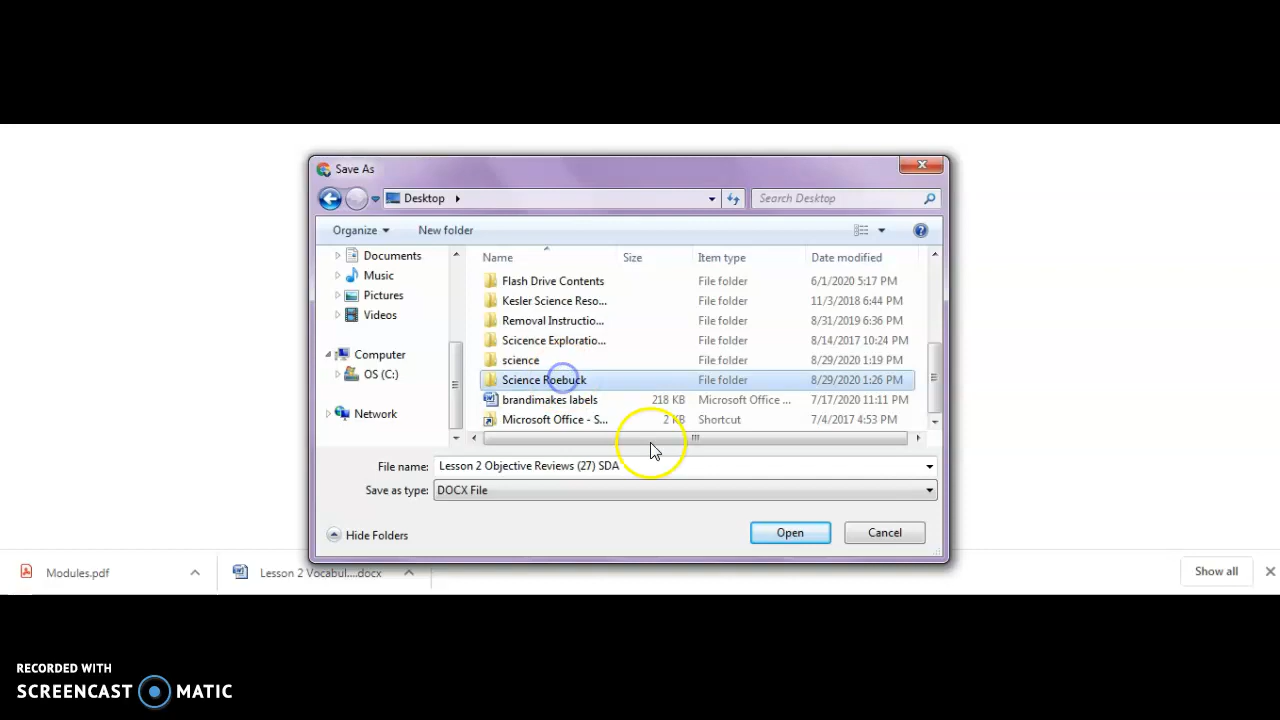 Save As
Desktop
Search Desktop
Organize New folder
Documents
Music
Pictures
Videos
Computer
OS (C:)
Network
Name Size Item type Date modified
Flash Drive Contents File folder 6/1/2020 5:17 PM
Kesler Science Reso... File folder 11/3/2018 6:44 PM
Removal Instructio... File folder 8/31/2019 6:36 PM
Scicence Exploratio... File folder 8/14/2017 10:24 PM
science File folder 8/29/2020 1:19 PM
Science Roebuck File folder 8/29/2020 1:26 PM
brandimakes labels 218 KB Microsoft Office ... 7/17/2020 11:11 PM
Microsoft Office - S... 2 KB Shortcut 7/4/2017 4:53 PM
File name: Lesson 2 Objective Reviews (27) SDA
Save as type: DOCX File
Hide Folders Open Cancel
Modules.pdf Lesson 2 Vocabul....docx Show all
RECORDED WITH
SCREENCAST MATIC